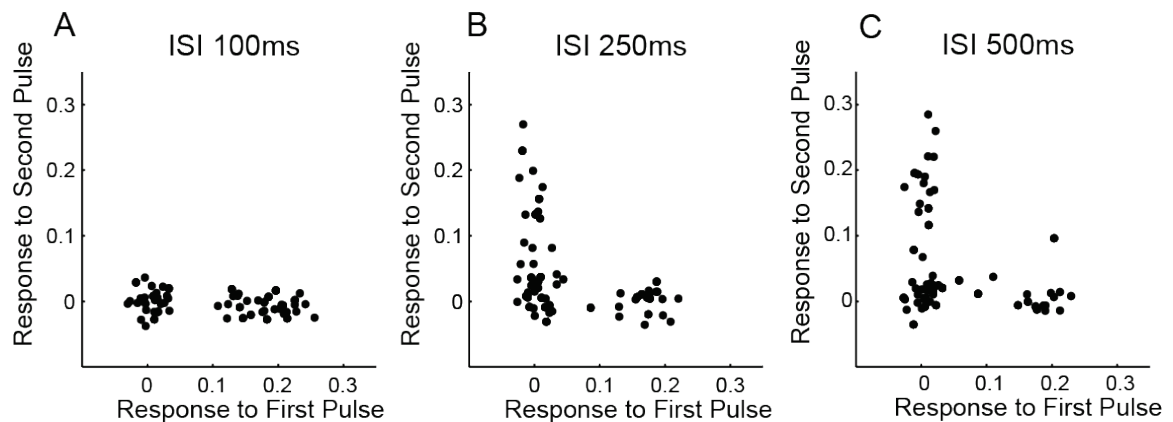 A
ISI 100ms
Response to Second Pulse
0.3
0.2
0.1
0
0
0.1
0.2
0.3
Response to First Pulse
B
ISI 250ms
Response to Second Pulse
0.3
0.2
0.1
0
0
0.1
0.2
0.3
Response to First Pulse
C
ISI 500ms
Response to Second Pulse
0.3
0.2
0.1
0
0
0.1
0.2
0.3
Response to First Pulse